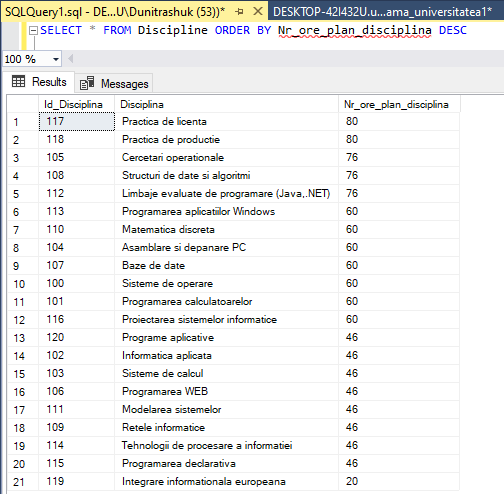 SQLQuery1.sql - DE...U\Dunitrashuk (53))* DESKTOP-42I432U.u...ama_universitatea1*
SELECT * FROM Discipline ORDER BY Nr_ore_plan_disciplina DESC
100 %
Results Messages
Id_Disciplina Disciplina Nr_ore_plan_disciplina
1 117 Practica de licenta 80
2 118 Practica de productie 80
3 105 Cercetari operationale 76
4 108 Structuri de date si algoritmi 76
5 112 Limbaje evaluate de programare (Java,.NET) 76
6 113 Programarea aplicatiilor Windows 60
7 110 Matematica discreta 60
8 104 Asamblare si depanare PC 60
9 107 Baze de date 60
10 100 Sisteme de operare 60
11 101 Programarea calculatoarelor 60
12 116 Proiectarea sistemelor informatice 60
13 120 Programe aplicative 46
14 102 Informatica aplicata 46
15 103 Sisteme de calcul 46
16 106 Programarea WEB 46
17 111 Modelarea sistemelor 46
18 109 Retele informatice 46
19 114 Tehnologii de procesare a informatiei 46
20 115 Programarea declarativa 46
21 119 Integrare informationala europeana 20